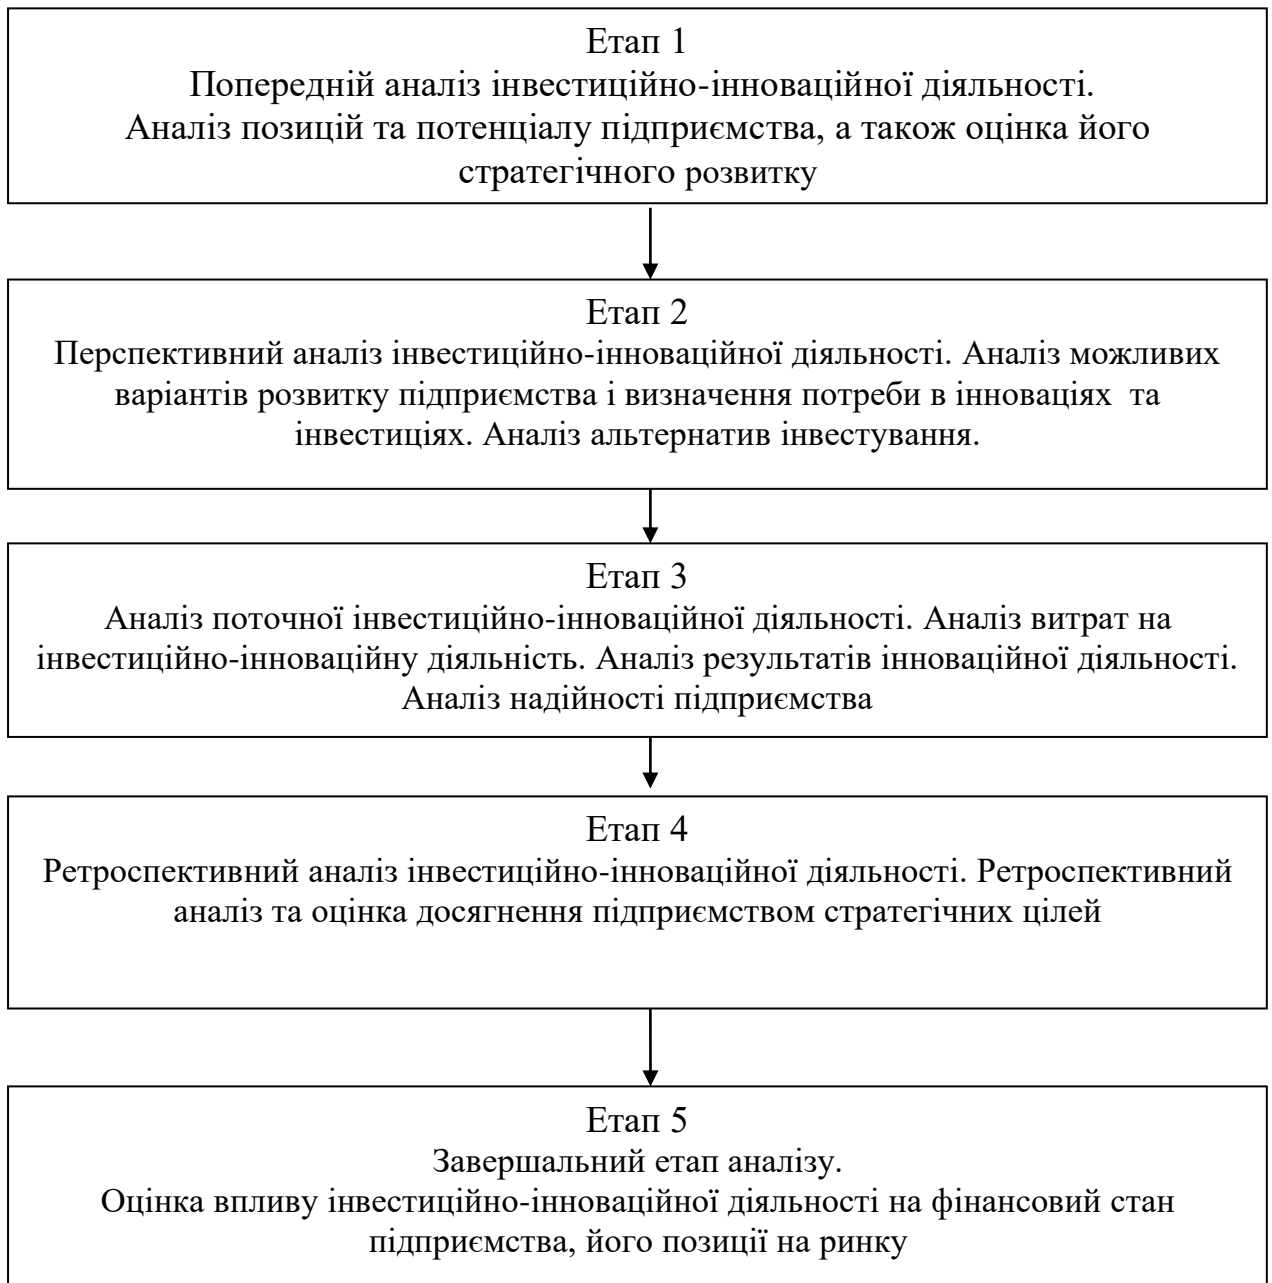 Етап 1
Попередній аналіз інвестиційно-інноваційної діяльності.
Аналіз позицій та потенціалу підприємства, а також оцінка його
стратегічного розвитку
Етап 2
Перспективний аналіз інвестиційно-інноваційної діяльності. Аналіз можливих
варіантів розвитку підприємства і визначення потреби в інноваціях  та
інвестиціях. Аналіз альтернатив інвестування.
Етап 3
Аналіз поточної інвестиційно-інноваційної діяльності. Аналіз витрат на
інвестиційно-інноваційну діяльність. Аналіз результатів інноваційної діяльності.
Аналіз надійності підприємства
Етап 4
Ретроспективний аналіз інвестиційно-інноваційної діяльності. Ретроспективний
аналіз та оцінка досягнення підприємством стратегічних цілей
Етап 5
Завершальний етап аналізу.
Оцінка впливу інвестиційно-інноваційної діяльності на фінансовий стан
підприємства, його позиції на ринку